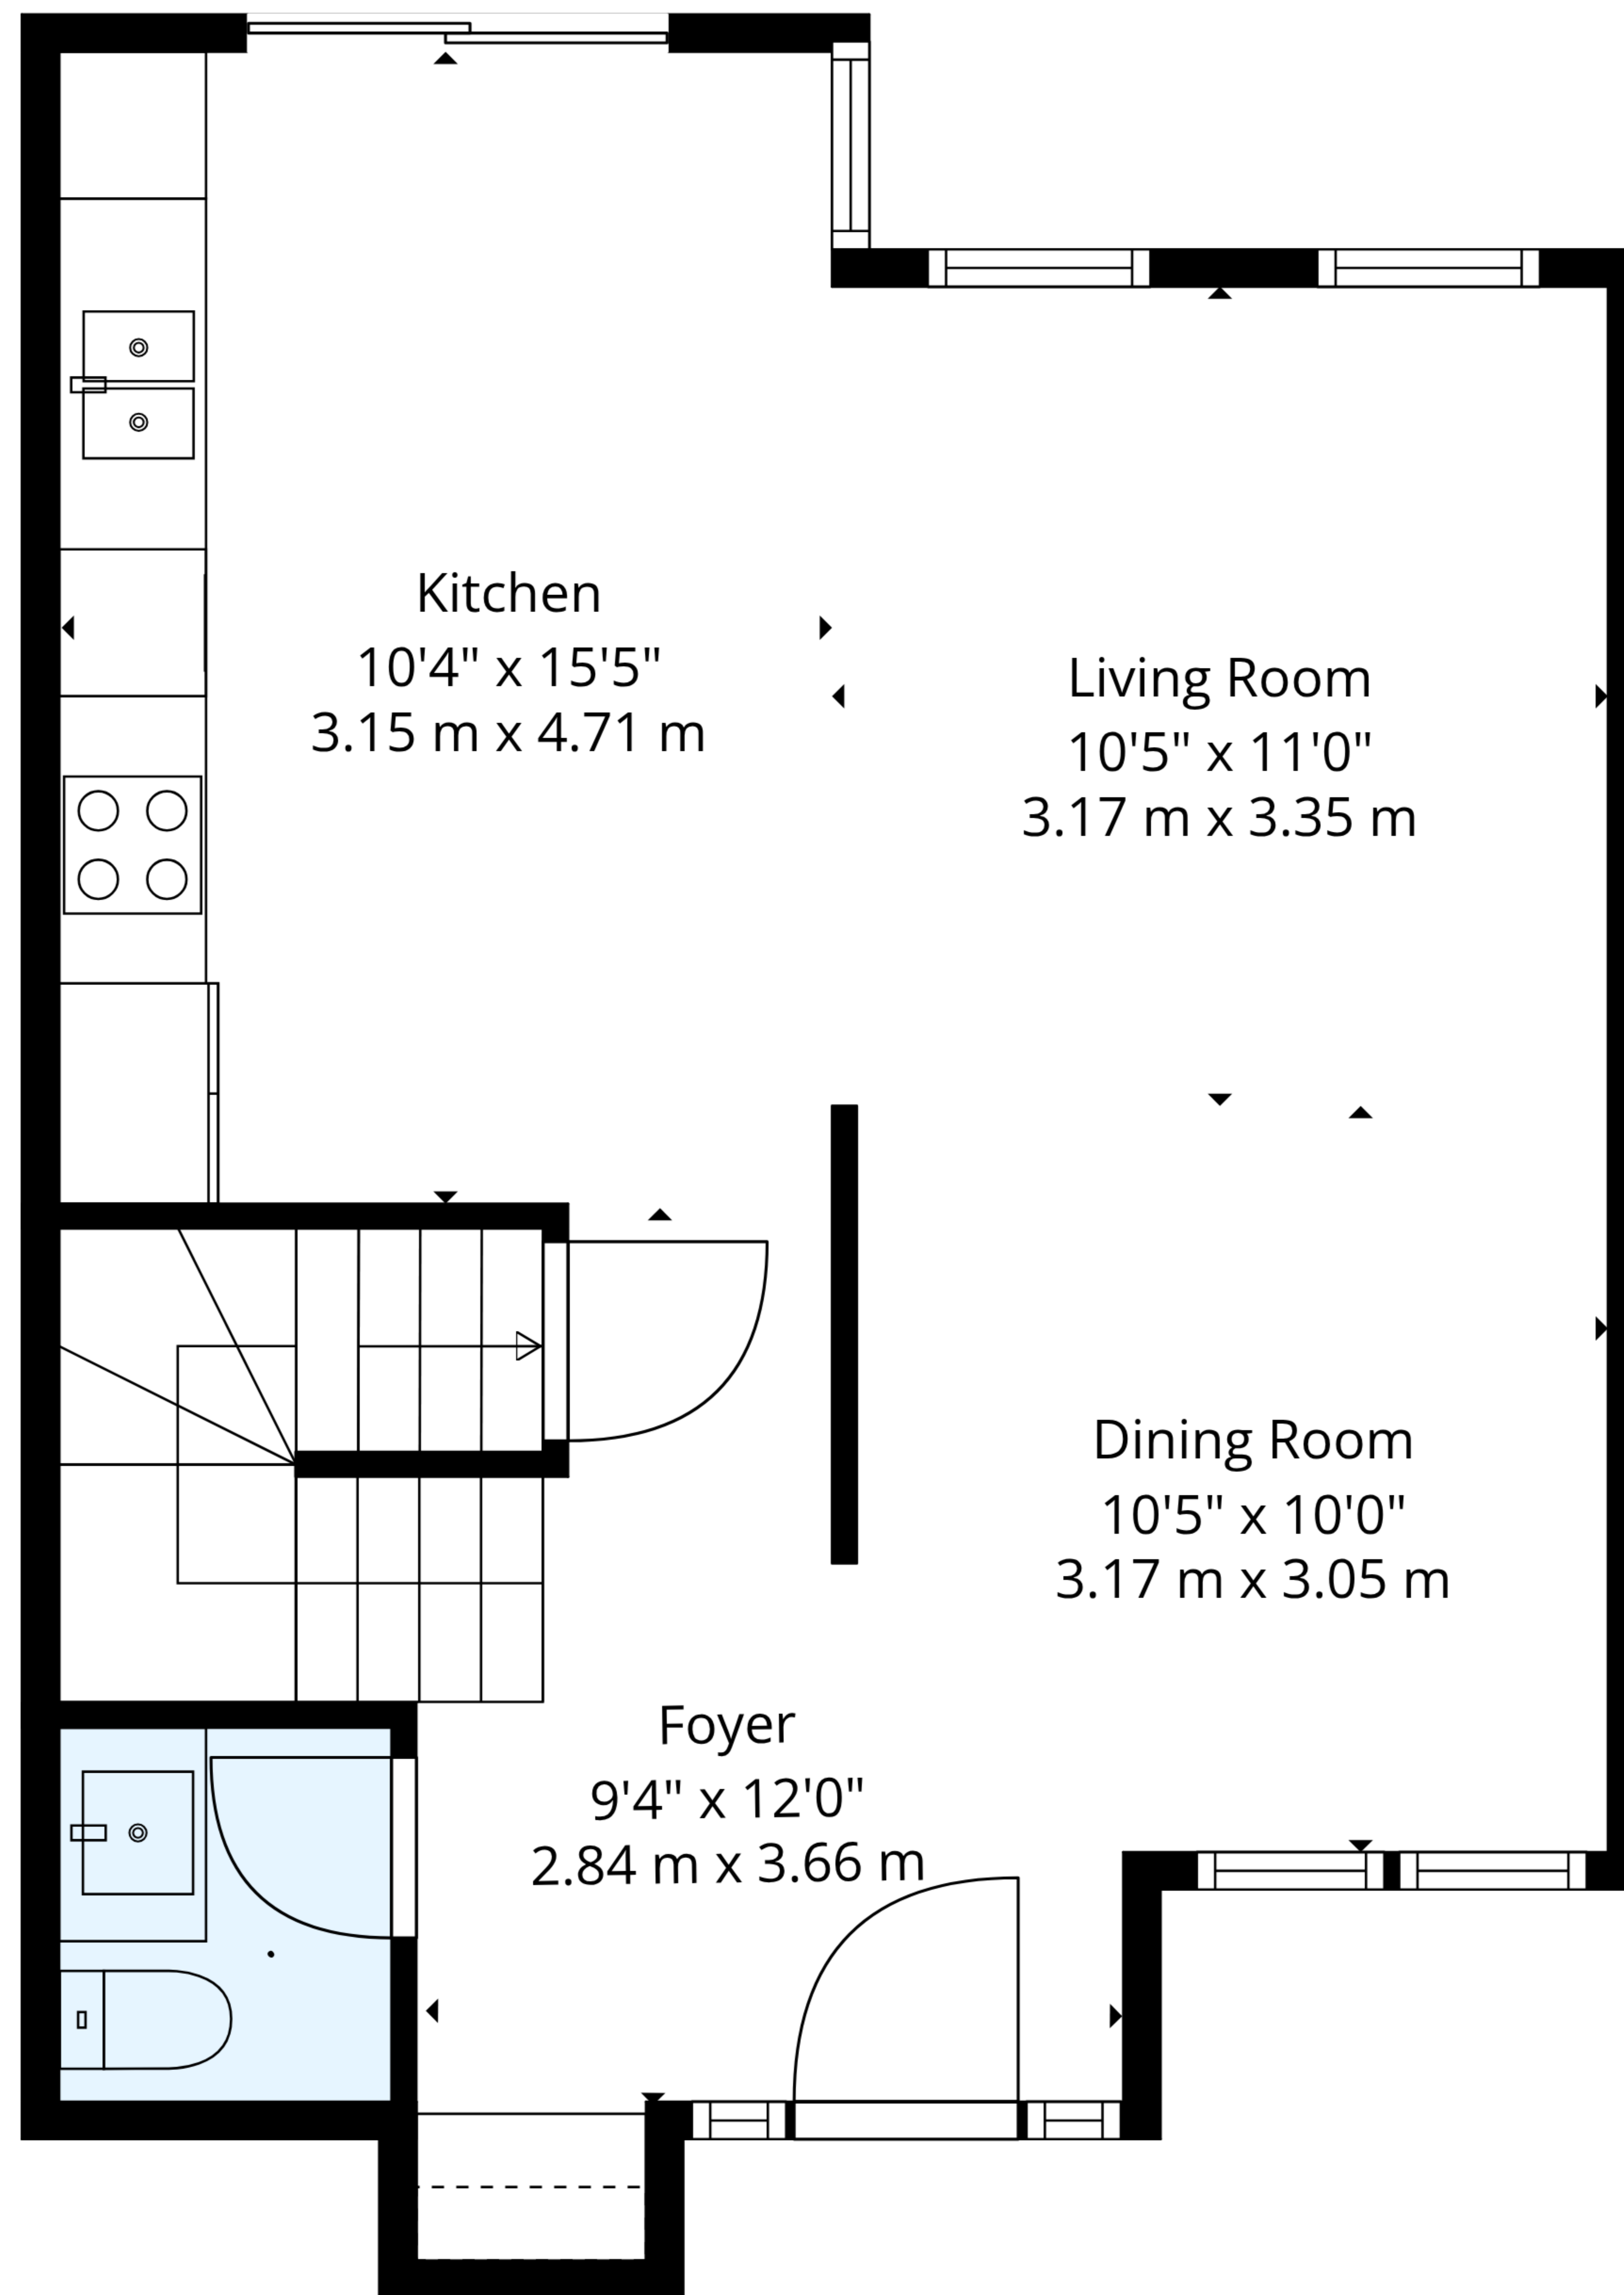 Kitchen
10'4" x 15'5"
3.15 m x 4.71 m
Living Room
10'5" x 11'0"
3.17 m x 3.35 m
Dining Room
10'5" x 10'0"
3.17 m x 3.05 m
Foyer
9'4" x 12'0"
2.84 m x 3.66 m